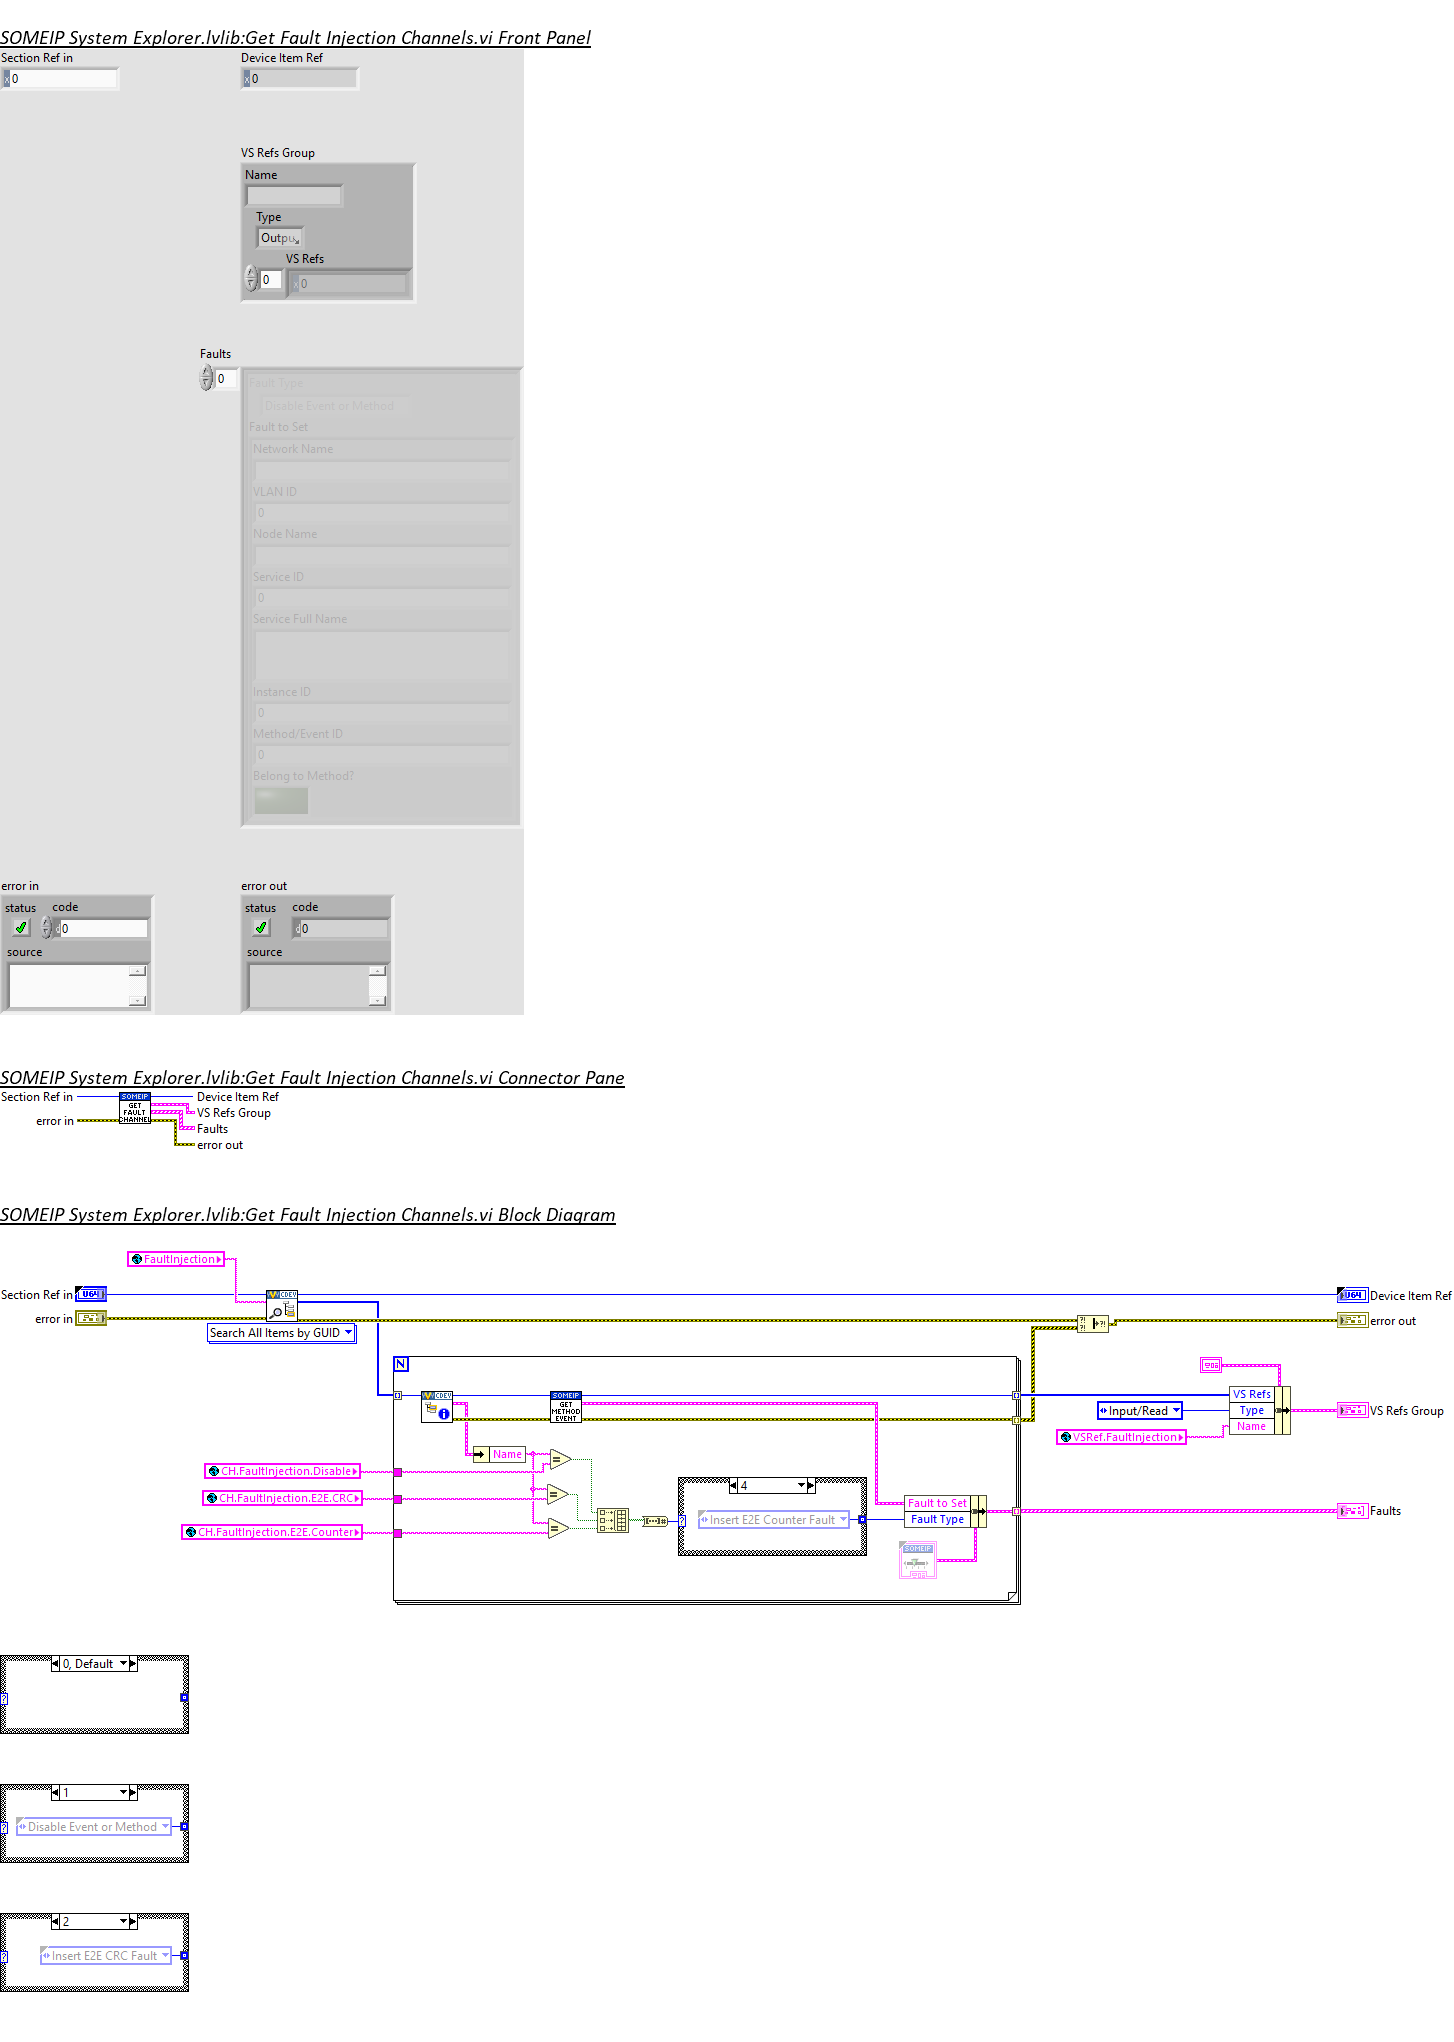 SOMEIP System Explorer.lvlib:Get Fault Injection Channels.vi Front Panel
Section Ref in
Device Item Ref
x 0
x 0
VS Refs Group
Name
Type
Outpu
VS Refs
0
x 0
Faults
0
Fault Type
Disable Event or Method
Fault to Set
Network Name
VLAN ID
0
Node Name
Service ID
0
Service Full Name
Instance ID
0
Method/Event ID
0
Belong to Method?
error in
error out
status code
status code
d 0
d 0
source
source
SOMEIP System Explorer.lvlib:Get Fault Injection Channels.vi Connector Pane
Section Ref in
SOMEIP
GET
FAULT
CHANNEL
Device Item Ref
VS Refs Group
error in
Faults
error out
SOMEIP System Explorer.lvlib:Get Fault Injection Channels.vi Block Diagram
FaultInjection
Section Ref in
U64
CDEV
U64
Device Item Ref
error in
error out
Search All Items by GUID
N
CDEV
SOMEIP
GET
METHOD
EVENT
VS Refs
Input/Read
Type
VS Refs Group
VSRef.FaultInjection
Name
Name
CH.FaultInjection.Disable
CH.FaultInjection.E2E.CRC
CH.FaultInjection.E2E.Counter
4
Insert E2E Counter Fault
Fault to Set
Fault Type
Faults
SOMEIP
0, Default
1
Disable Event or Method
2
Insert E2E CRC Fault